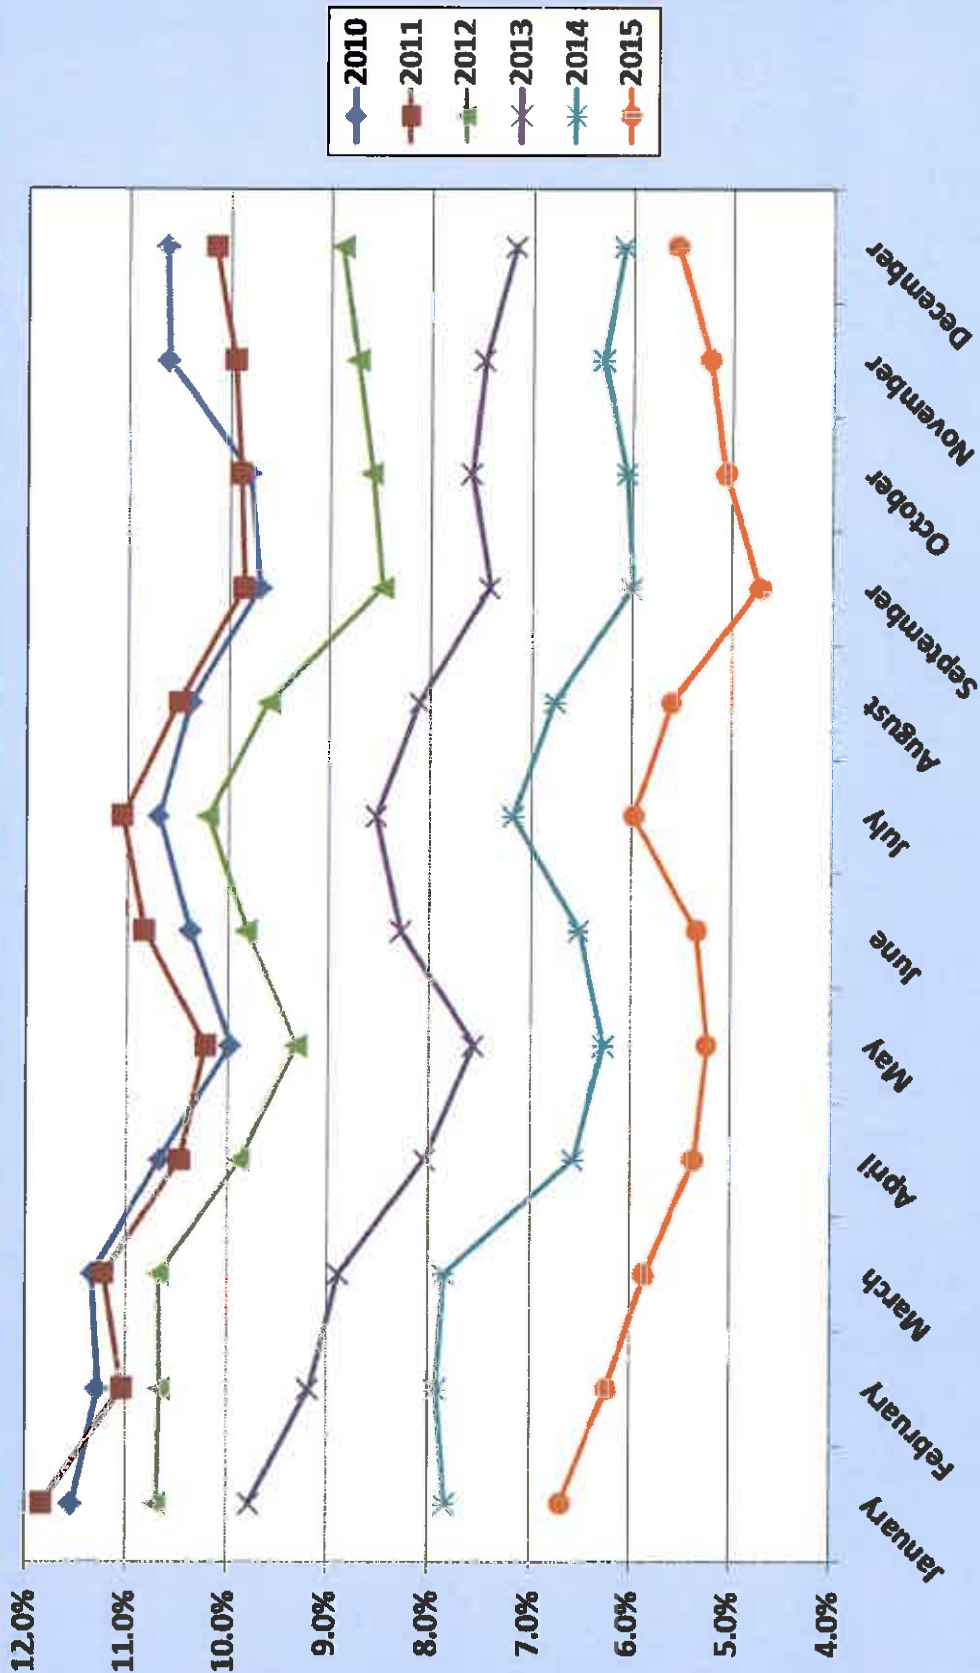 12.0%
11.0%
10.0%
9.0%
8.0%
7.0%
6.0%
5.0%
4.0%
January
February
March
April
May
June
July
August
September
October
November
December
2010
2011
2012
2013
2014
2015